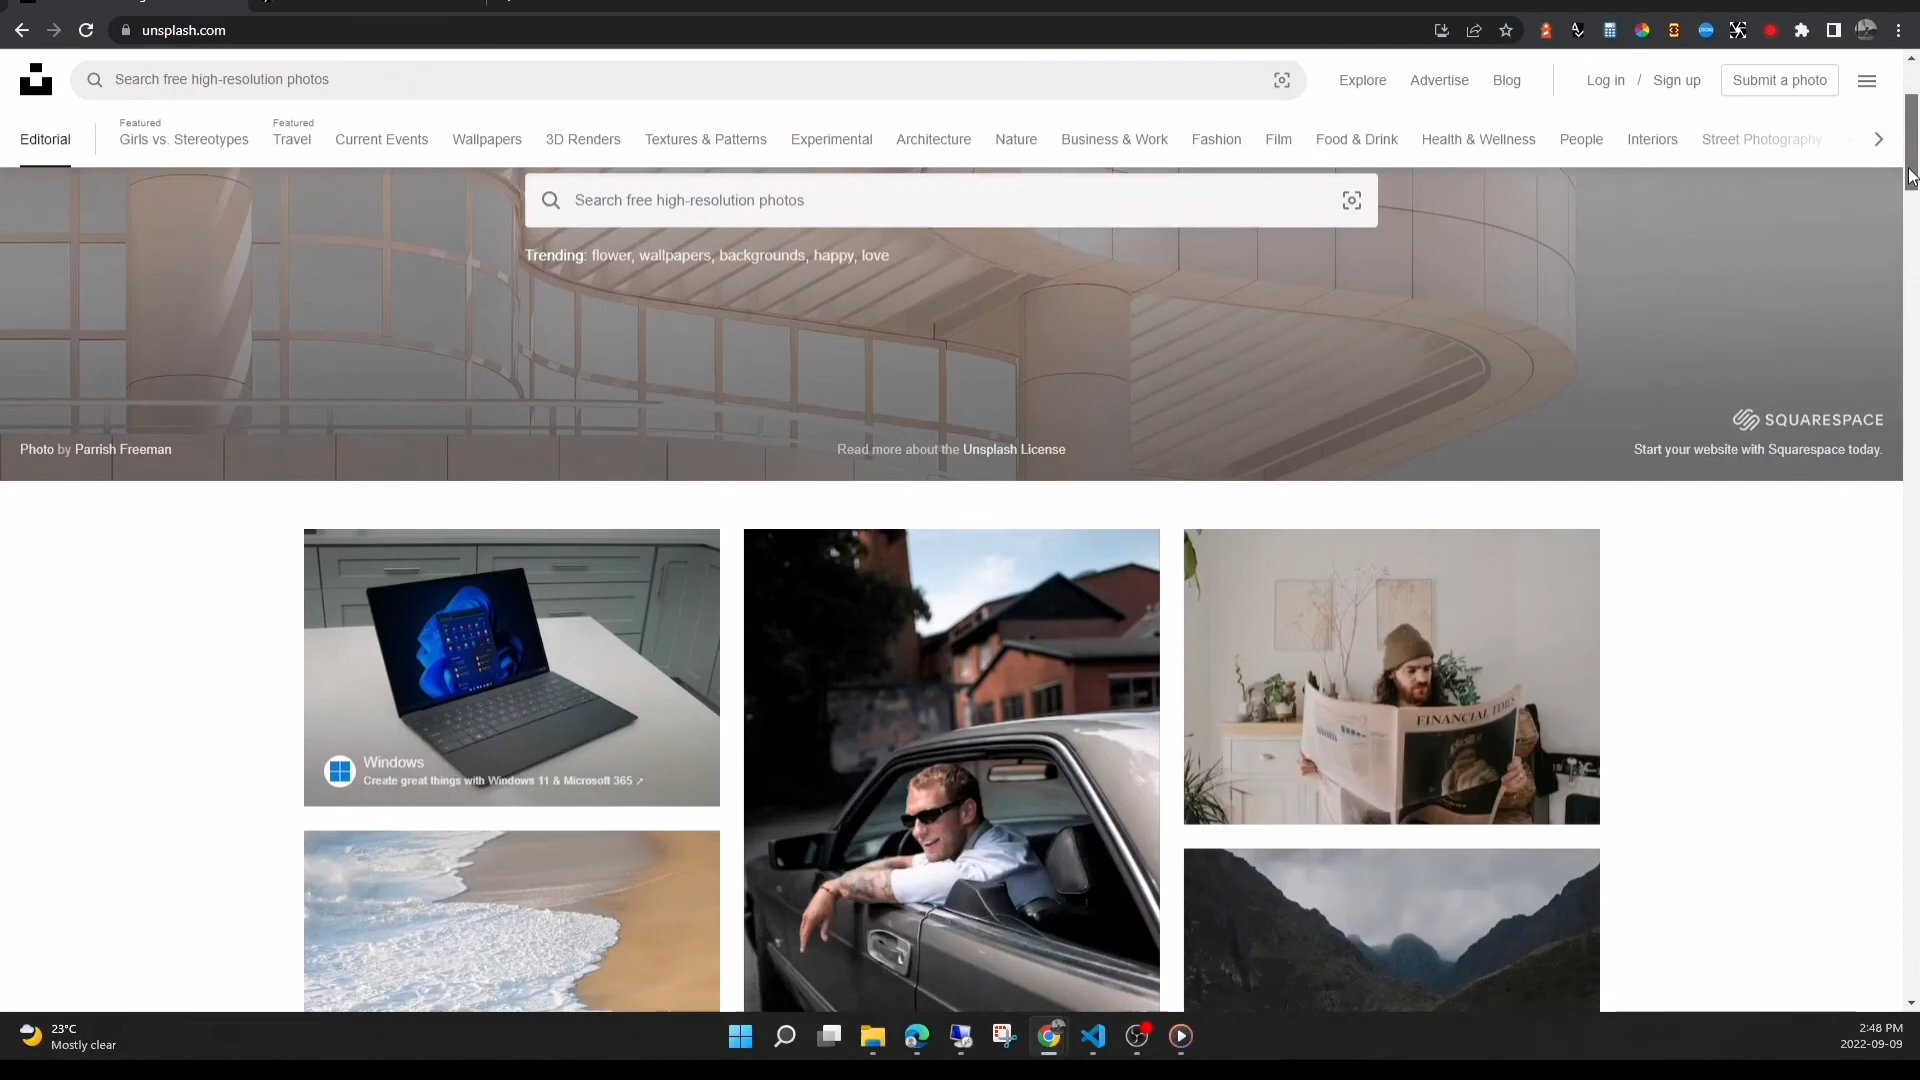 unsplash.com
Search free high-resolution photos
Explore
Advertise
Blog
Log in / Sign up
Submit a photo
Editorial
Featured
Girls vs. Stereotypes
Featured
Travel
Current Events
Wallpapers
3D Renders
Textures & Patterns
Experimental
Architecture
Nature
Business & Work
Fashion
Film
Food & Drink
Health & Wellness
People
Interiors
Street Photography
Search free high-resolution photos
Trending: flower, wallpapers, backgrounds, happy, love
SQUARESPACE
Photo by Parrish Freeman
Read more about the Unsplash License
Start your website with Squarespace today.
FINANCIAL
Windows
Create great things with Windows 11 & Microsoft 365
23°C
Mostly clear
2:48 PM
2022-09-09